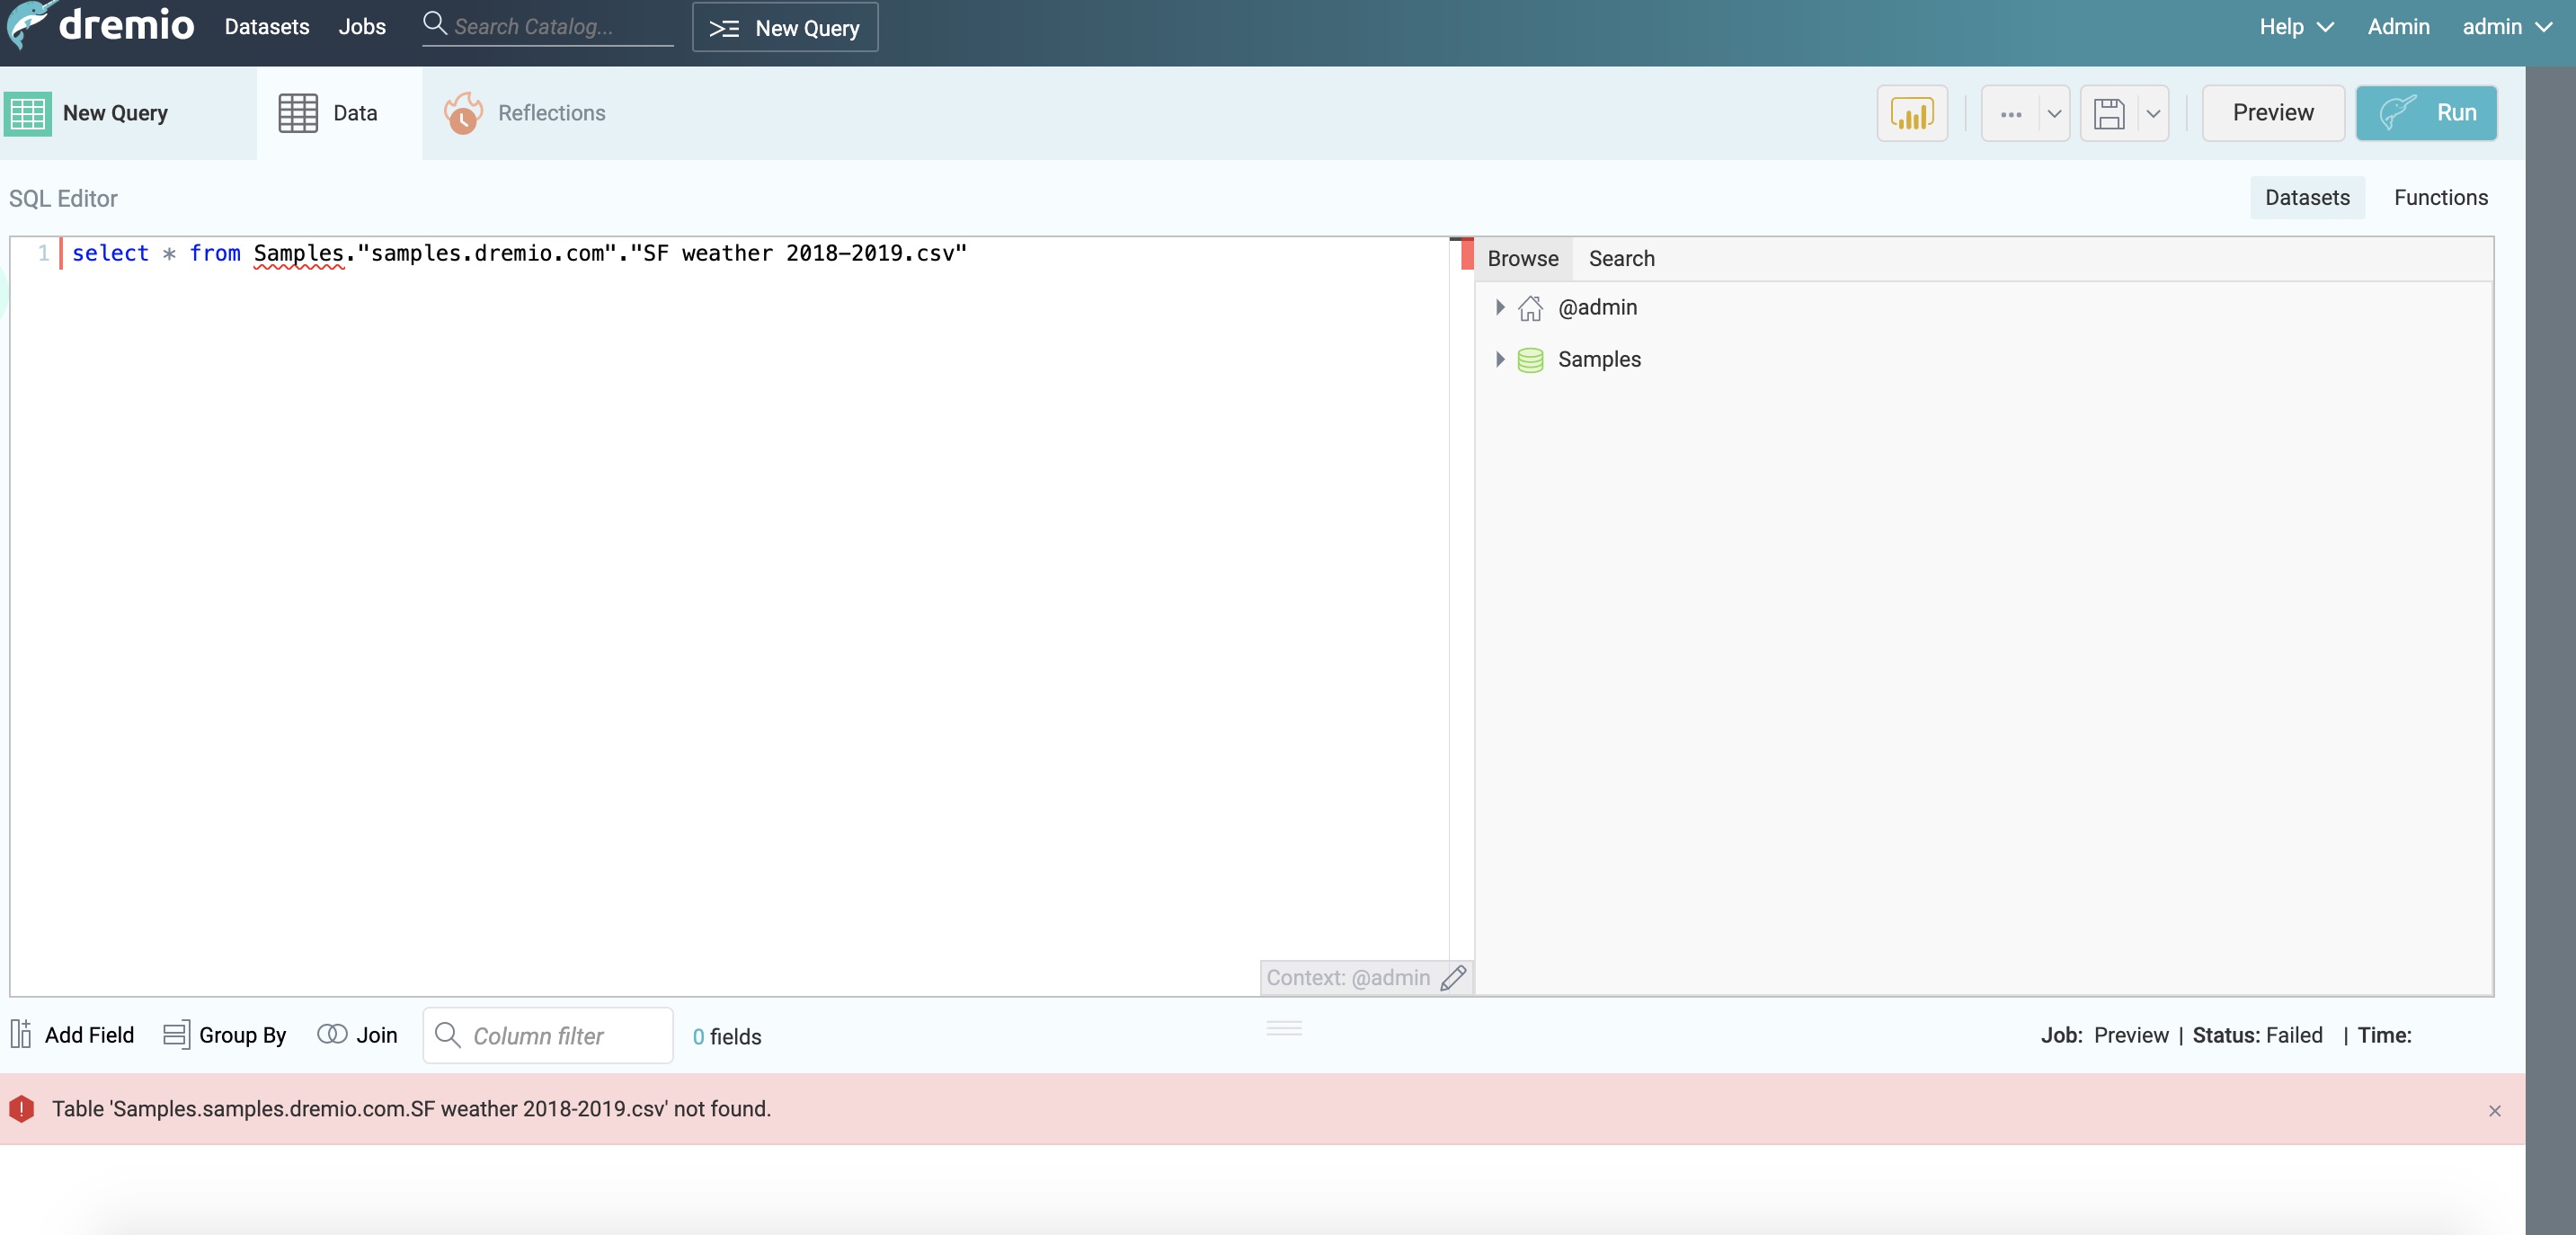 dremio Datasets Jobs Search Catalog... New Query Help Admin admin
New Query Data Reflections ... Preview Run
SQL Editor Datasets Functions
1 select * from Samples."samples.dremio.com"."SF weather 2018-2019.csv"
Browse Search
@admin
Samples
Context: @admin
Add Field Group By Join Column filter 0 fields Job: Preview | Status: Failed | Time:
Table 'Samples.samples.dremio.com.SF weather 2018-2019.csv' not found.